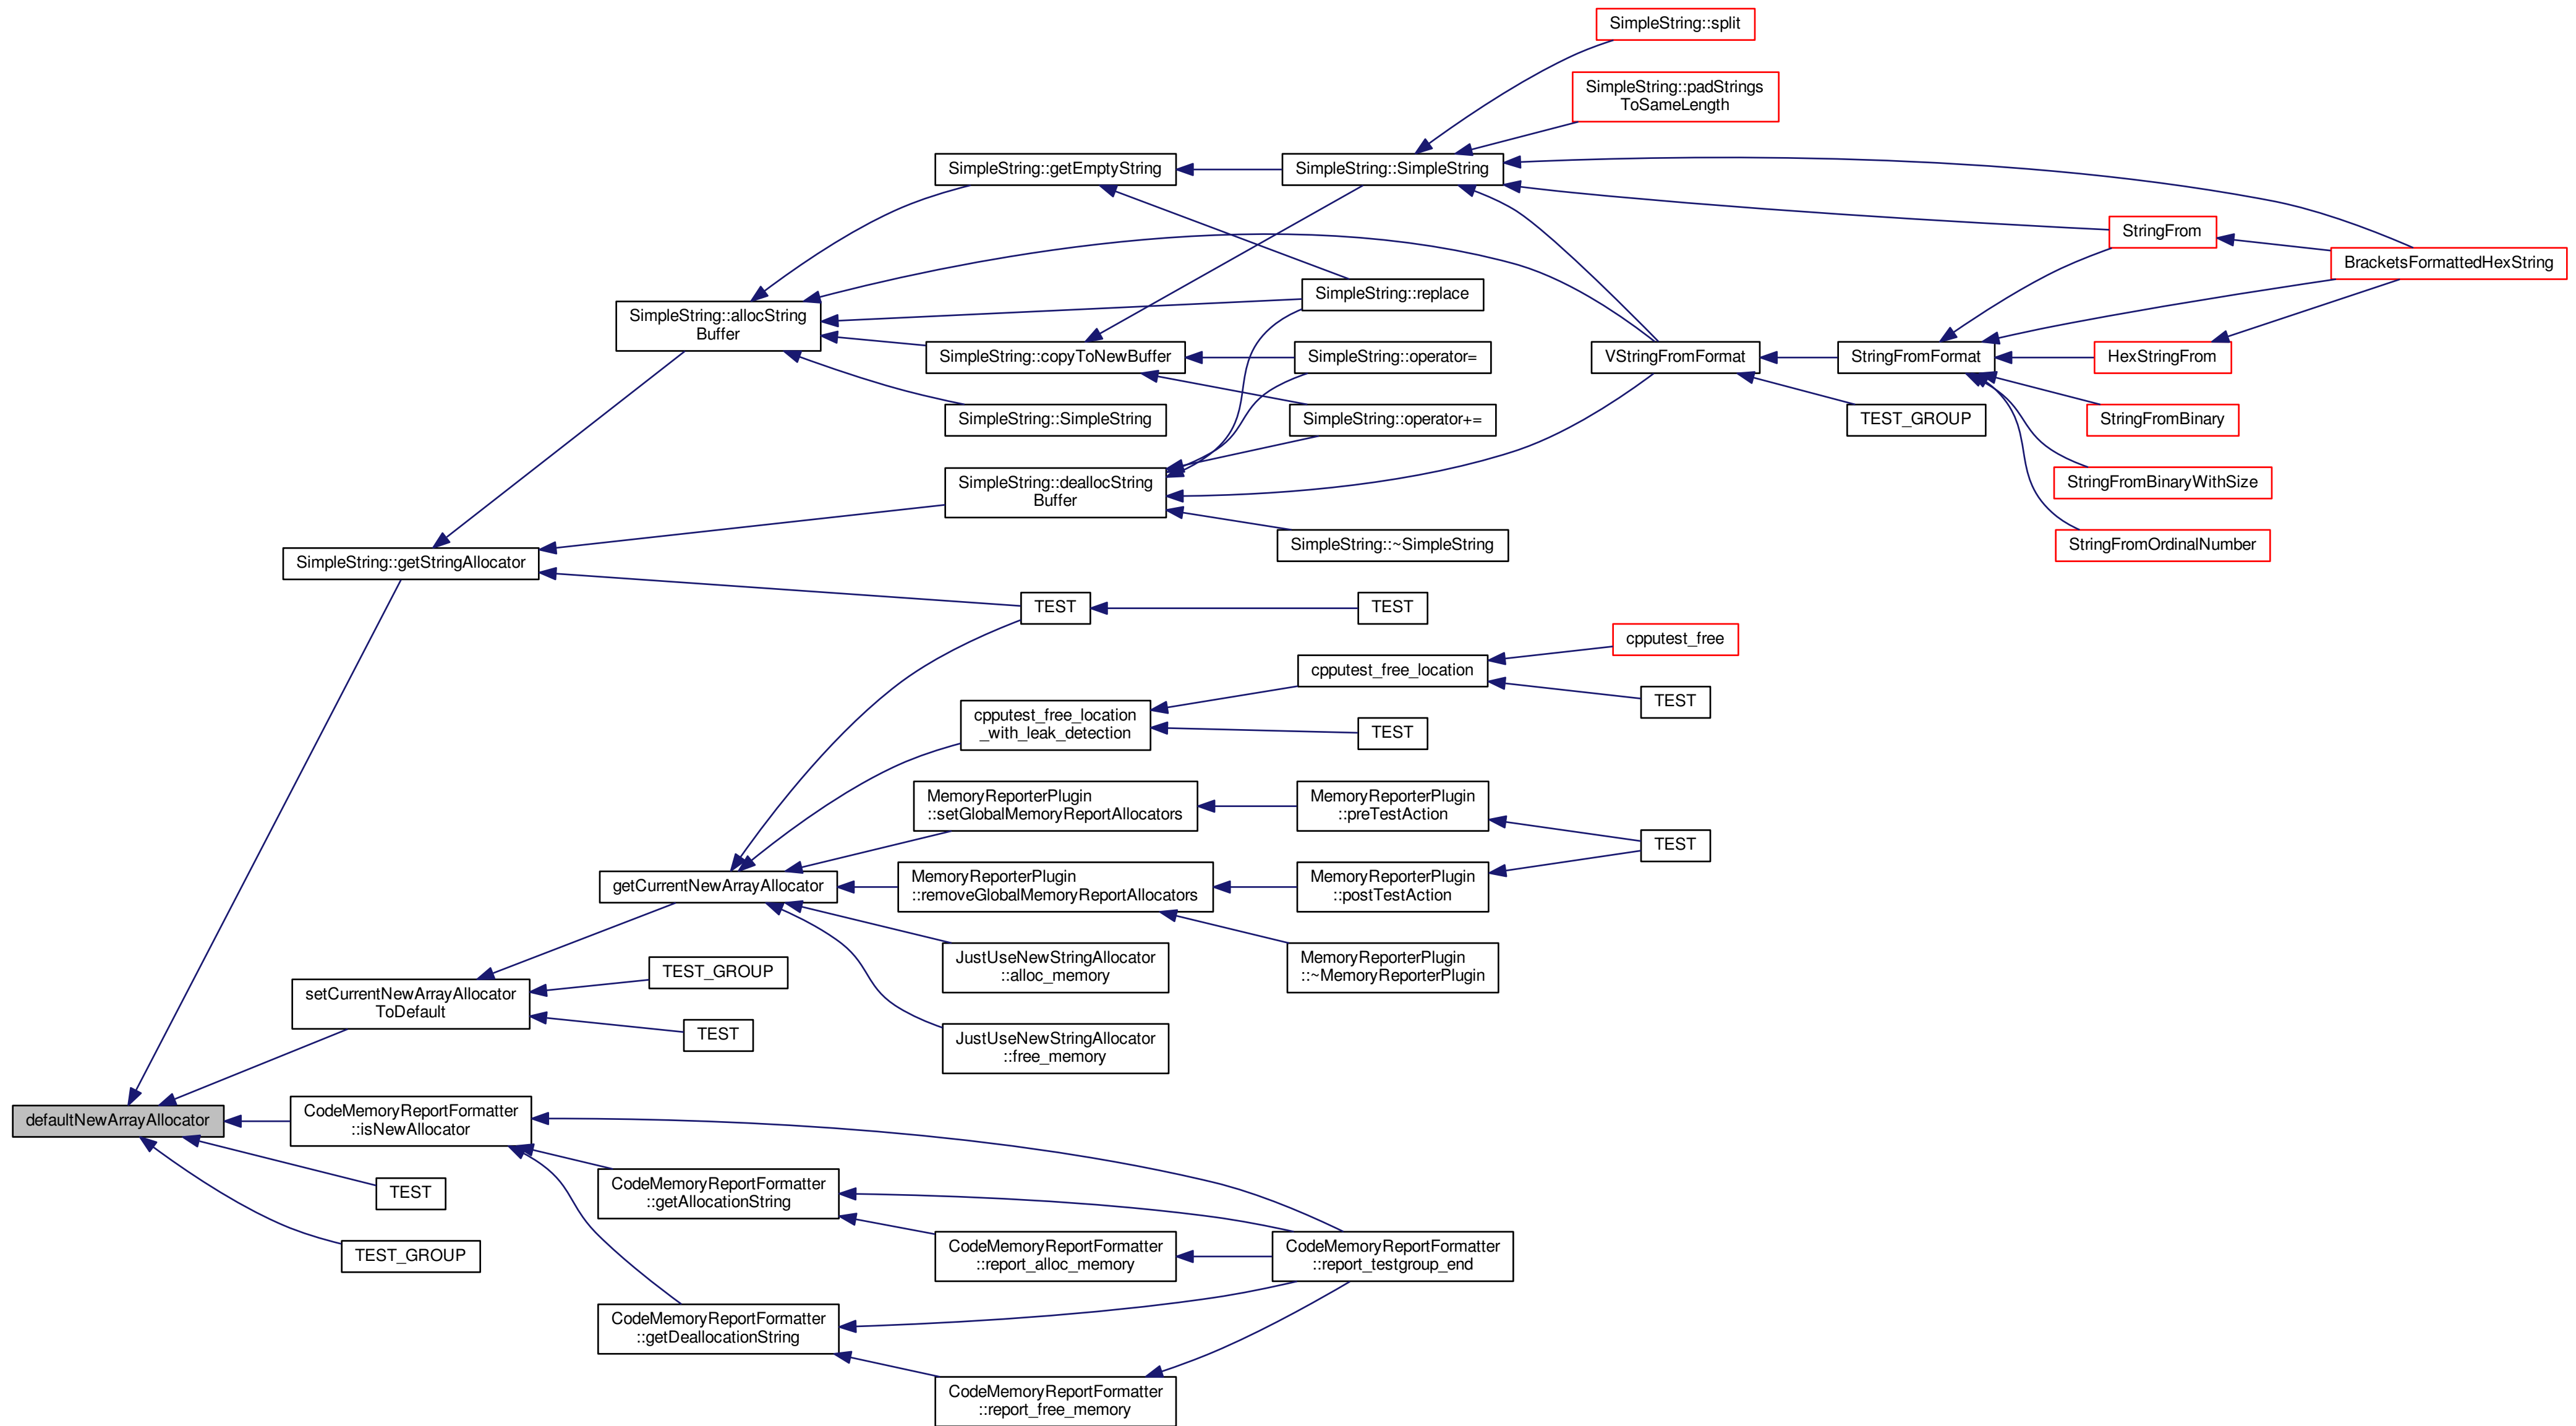 SimpleString::split
SimpleString::padStrings
ToSameLength
SimpleString::getEmptyString
SimpleString::SimpleString
StringFrom
BracketsFormattedHexString
SimpleString::replace
SimpleString::allocString
Buffer
SimpleString::copyToNewBuffer
SimpleString::operator=
VStringFromFormat
StringFromFormat
HexStringFrom
SimpleString::SimpleString
SimpleString::operator+=
TEST_GROUP
StringFromBinary
SimpleString::deallocString
Buffer
StringFromBinaryWithSize
SimpleString::~SimpleString
StringFromOrdinalNumber
SimpleString::getStringAllocator
TEST
TEST
cpputest_free
cpputest_free_location
TEST
cpputest_free_location
_with_leak_detection
TEST
MemoryReporterPlugin
::setGlobalMemoryReportAllocators
MemoryReporterPlugin
::preTestAction
TEST
getCurrentNewArrayAllocator
MemoryReporterPlugin
::removeGlobalMemoryReportAllocators
MemoryReporterPlugin
::postTestAction
JustUseNewStringAllocator
::alloc_memory
MemoryReporterPlugin
::~MemoryReporterPlugin
TEST_GROUP
setCurrentNewArrayAllocator
ToDefault
TEST
JustUseNewStringAllocator
::free_memory
defaultNewArrayAllocator
CodeMemoryReportFormatter
::isNewAllocator
TEST
CodeMemoryReportFormatter
::getAllocationString
TEST_GROUP
CodeMemoryReportFormatter
::report_alloc_memory
CodeMemoryReportFormatter
::report_testgroup_end
CodeMemoryReportFormatter
::getDeallocationString
CodeMemoryReportFormatter
::report_free_memory